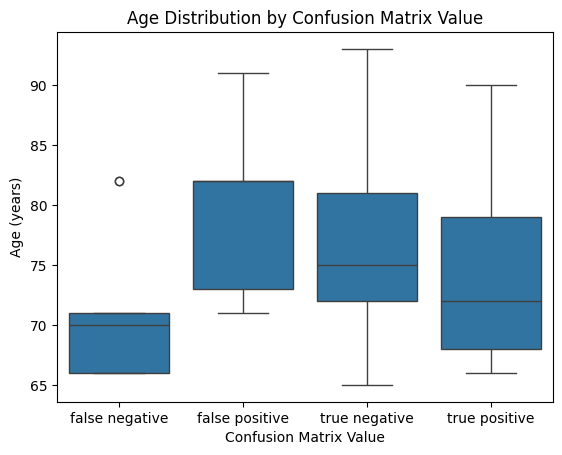 Age Distribution by Confusion Matrix Value
Age (years)
90
85
80
75
70
65
false negative
false positive
true negative
true positive
Confusion Matrix Value